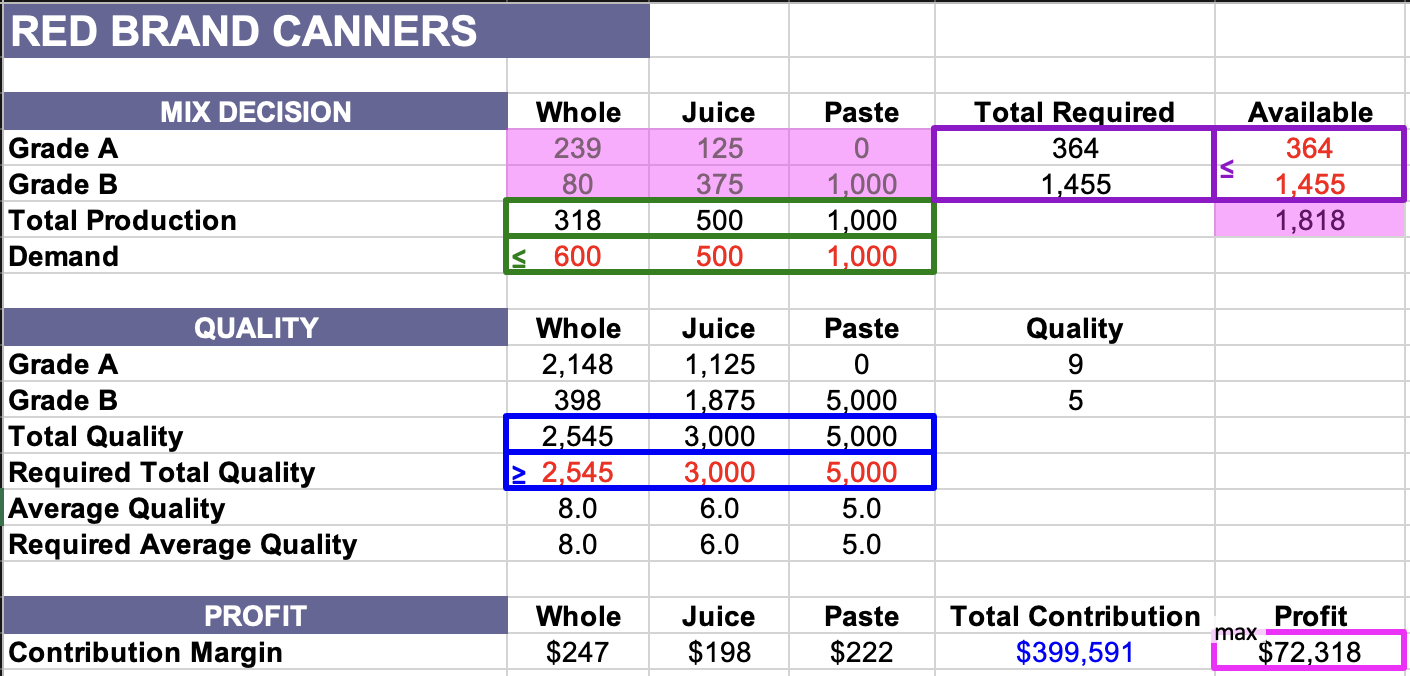 RED BRAND CANNERS
MIX DECISION Whole Juice Paste Total Required Available
Grade A 239 125 0 364 ≤ 364
Grade B 80 375 1,000 1,455 1,455
Total Production 318 500 1,000 1,818
Demand ≤ 600 500 1,000
QUALITY Whole Juice Paste Quality
Grade A 2,148 1,125 0 9
Grade B 398 1,875 5,000 5
Total Quality 2,545 3,000 5,000
Required Total Quality ≥ 2,545 3,000 5,000
Average Quality 8.0 6.0 5.0
Required Average Quality 8.0 6.0 5.0
PROFIT Whole Juice Paste Total Contribution Profit
Contribution Margin $247 $198 $222 $399,591 max $72,318